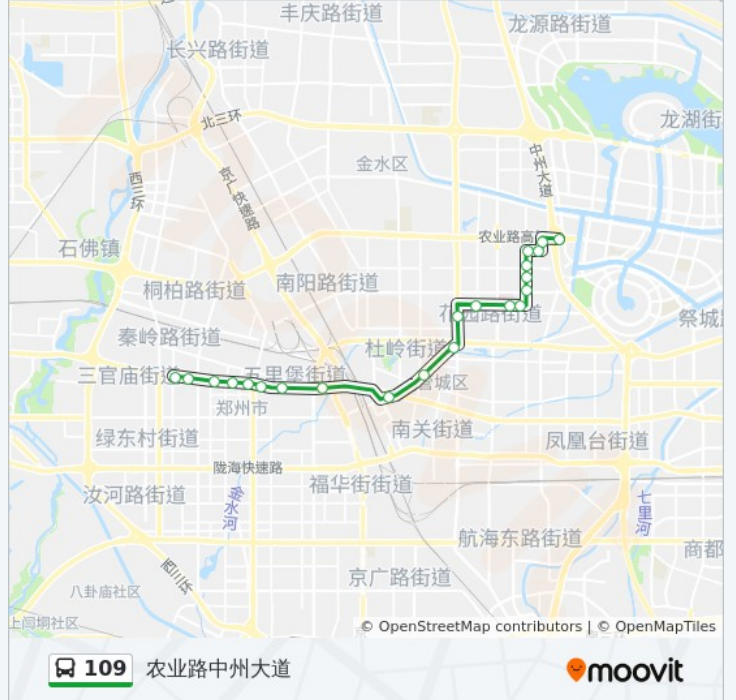 丰庆路街道
龙源路街道
长兴路街道
北三环
龙湖街
金水区
中州大道
西三环
京广快速路
农业路高
石佛镇
南阳路街道
桐柏路街道
花园路街道
祭城
秦岭路街道
杜岭街街道
三官庙街道
五里堡街道
管城区
郑州市
南关街道
绿东村街道
凤凰台街道
陇海快速路
福华街街道
汝河路街道
金水河
七里河
航海东路街道
商都
西三环
京广路街道
八卦庙社区
上闫垌社区
© OpenStreetMap contributors | © OpenMapTiles
109 农业路中州大道
moovit